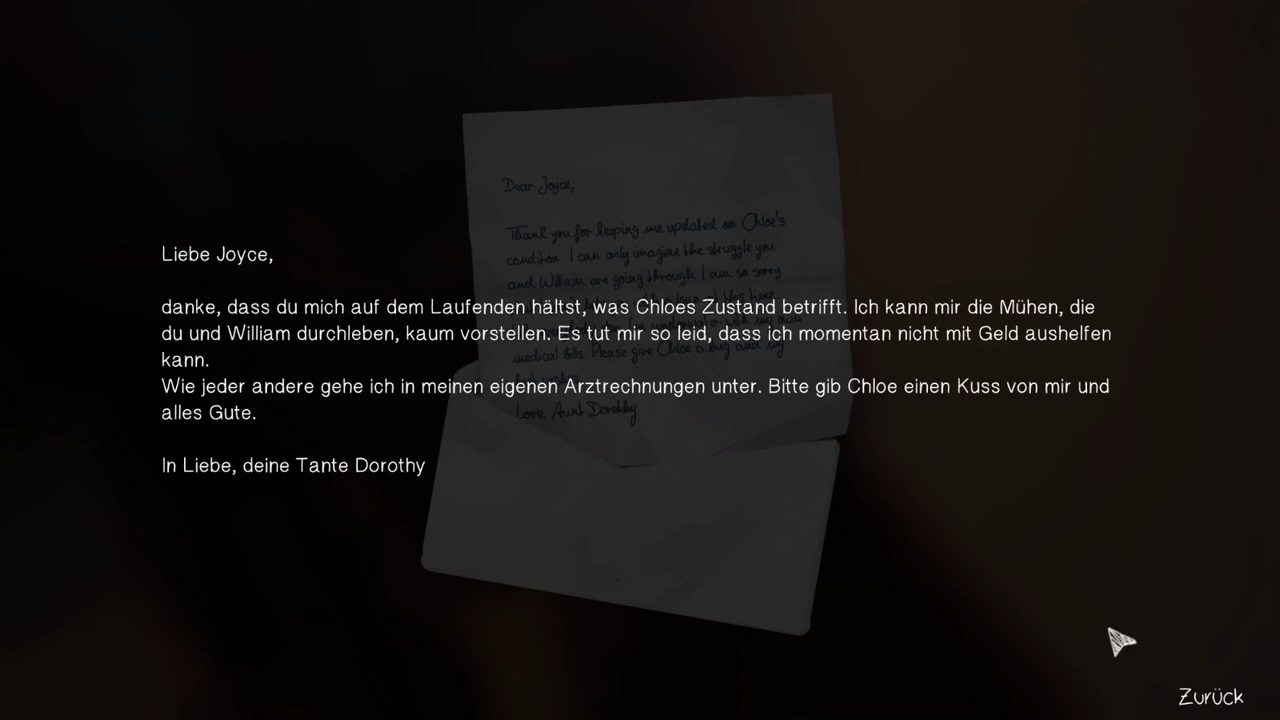 Dear Joyce,
Thank you for keeping me updated on Chloe's
condition. I can only imagine the struggle you
and William are going through. I am so sorry
medical bills. Please give Chloe a hug and my
Love, Aunt Dorothy
Liebe Joyce,
danke, dass du mich auf dem Laufenden hältst, was Chloes Zustand betrifft. Ich kann mir die Mühen, die
du und William durchleben, kaum vorstellen. Es tut mir so leid, dass ich momentan nicht mit Geld aushelfen
kann.
Wie jeder andere gehe ich in meinen eigenen Arztrechnungen unter. Bitte gib Chloe einen Kuss von mir und
alles Gute.
In Liebe, deine Tante Dorothy
Zurück